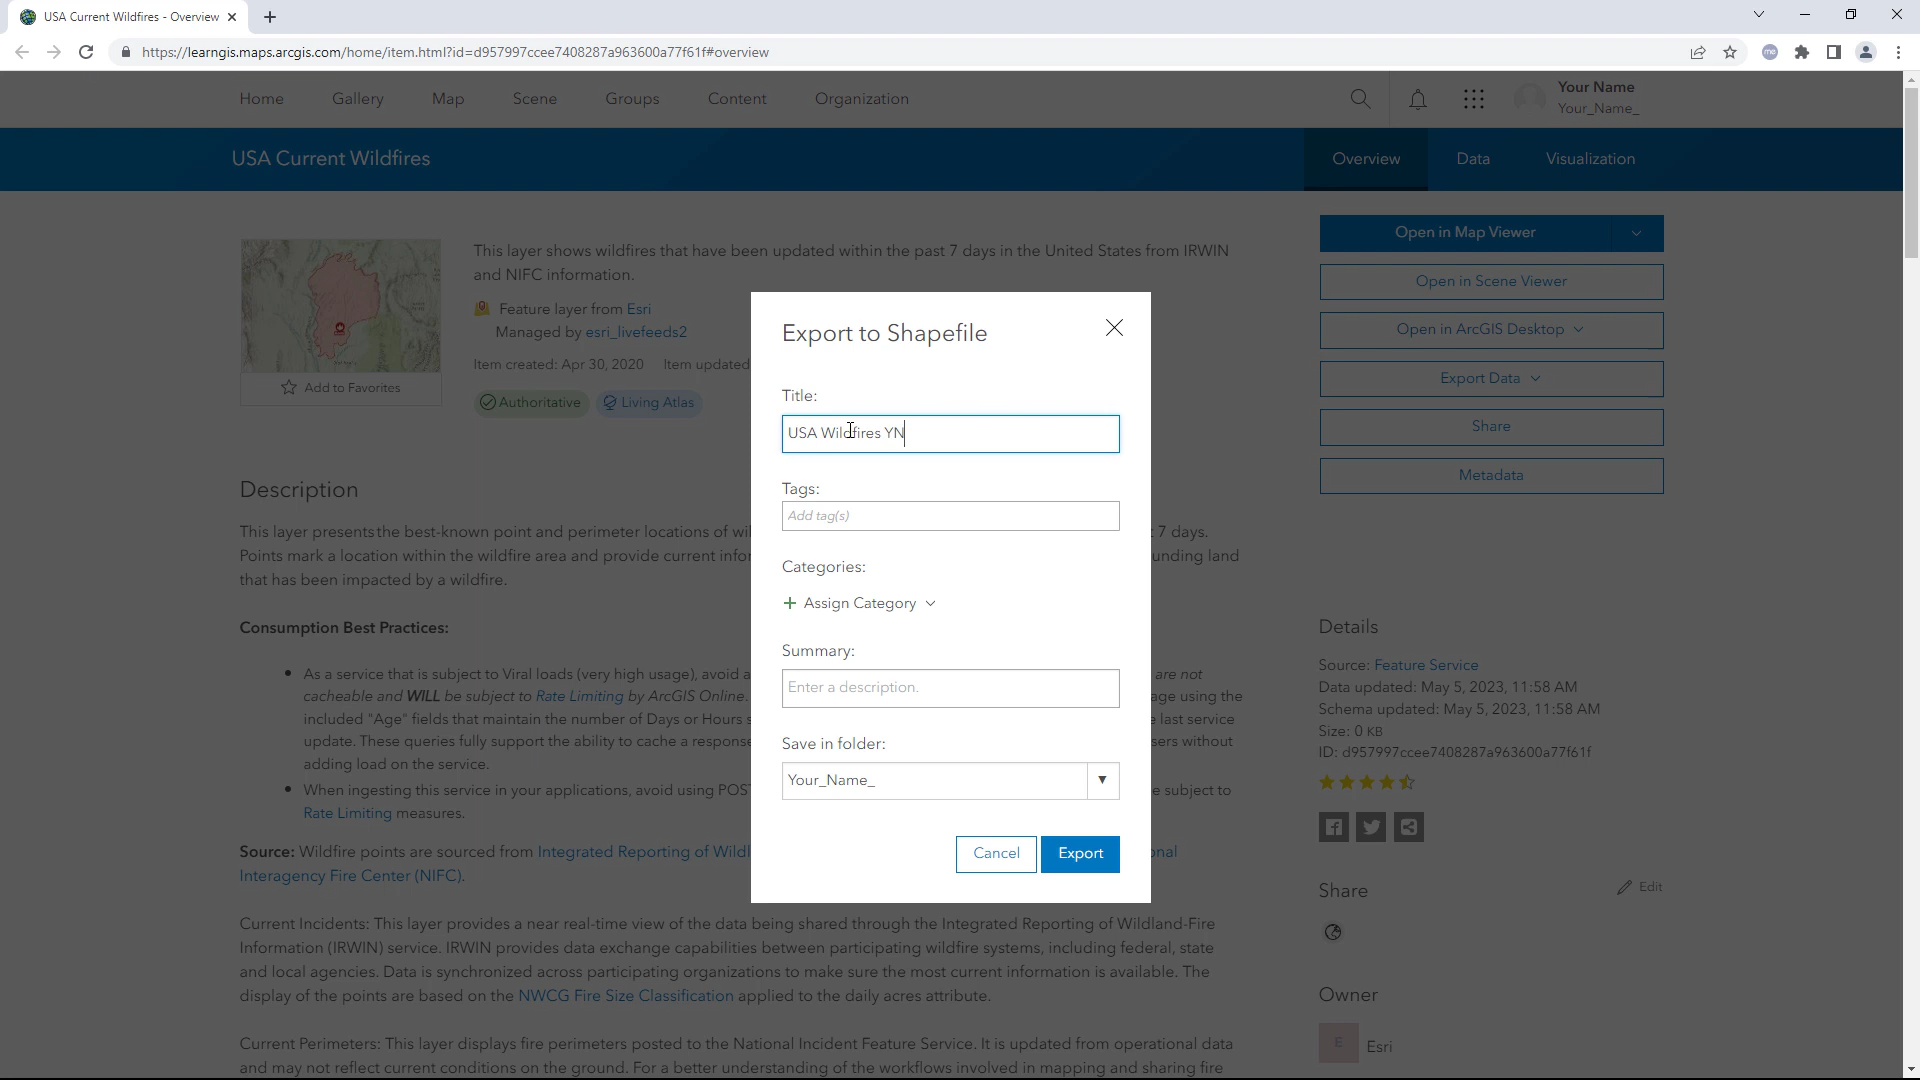 USA Current Wildfires - Overview
https://learngis.maps.arcgis.com/home/item.html?id=d957997ccee7408287a963600a77f61f#overview
me
Home Gallery Map Scene Groups Content Organization
Your Name
Your_Name_
USA Current Wildfires
Overview Data Visualization
This layer shows wildfires that have been updated within the past 7 days in the United States from IRWIN
and NIFC information.
Feature layer from Esri
Managed by esri_livefeeds2
Item created: Apr 30, 2020 Item updated
Add to Favorites
Authoritative Living Atlas
Open in Map Viewer
Open in Scene Viewer
Open in ArcGIS Desktop
Export Data
Share
Metadata
Export to Shapefile
Title:
USA Wildfires YN
Tags:
Add tag(s)
Categories:
Assign Category
Summary:
Enter a description.
Save in folder:
Your_Name_
Cancel Export
Description
This layer presents the best-known point and perimeter locations of 7 days.
Points mark a location within the wildfire area and provide current unding land
that has been impacted by a wildfire.
Consumption Best Practices:
As a service that is subject to Viral loads (very high usage), avoid a are not
cacheable and WILL be subject to Rate Limiting by ArcGIS Online. age using the
included "Age" fields that maintain the number of Days or Hours s e last service
update. These queries fully support the ability to cache a response sers without
adding load on the service.
When ingesting this service in your applications, avoid using POS e subject to
Rate Limiting measures.
Source: Wildfire points are sourced from Integrated Reporting of Wildl onal
Interagency Fire Center (NIFC).
Current Incidents: This layer provides a near real-time view of the data being shared through the Integrated Reporting of Wildland-Fire
Information (IRWIN) service. IRWIN provides data exchange capabilities between participating wildfire systems, including federal, state
and local agencies. Data is synchronized across participating organizations to make sure the most current information is available. The
display of the points are based on the NWCG Fire Size Classification applied to the daily acres attribute.
Current Perimeters: This layer displays fire perimeters posted to the National Incident Feature Service. It is updated from operational data
and may not reflect current conditions on the ground. For a better understanding of the workflows involved in mapping and sharing fire
Details
Source: Feature Service
Data updated: May 5, 2023, 11:58 AM
Schema updated: May 5, 2023, 11:58 AM
Size: 0 KB
ID: d957997ccee7408287a963600a77f61f
Share Edit
Owner
E Esri